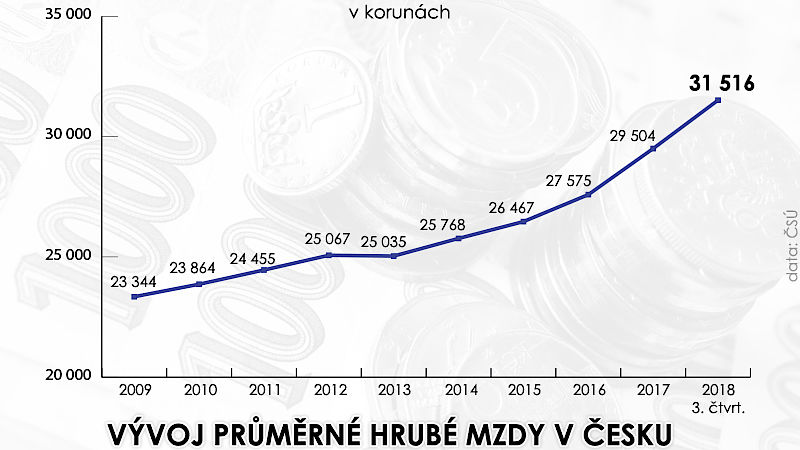 v korunách
35 000
30 000
25 000
20 000
23 344
23 864
24 455
25 067
25 035
25 768
26 467
27 575
29 504
31 516
2009 2010 2011 2012 2013 2014 2015 2016 2017 2018
3. čtvrt.
data: ČSÚ
VÝVOJ PRŮMĚRNÉ HRUBÉ MZDY V ČESKU